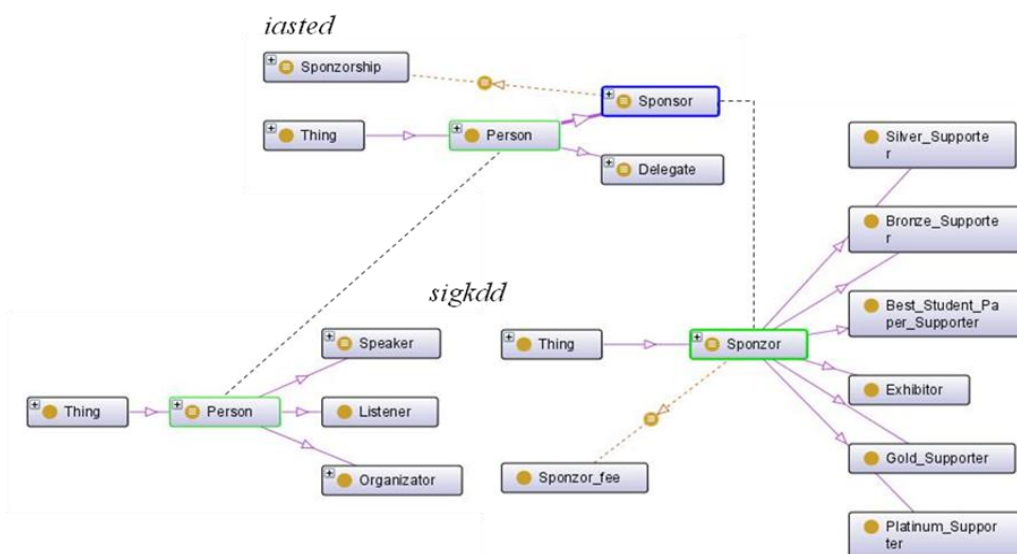 iasted
Sponzorship
Sponsor
Thing
Person
Delegate
Silver_Supporte
r
Bronze_Supporte
r
Best_Student_Pa
per_Supporter
Exhibitor
Gold_Supporter
Platinum_Suppor
ter
sigkdd
Thing
Sponzor
Sponzor_fee
Speaker
Thing
Person
Listener
Organizator